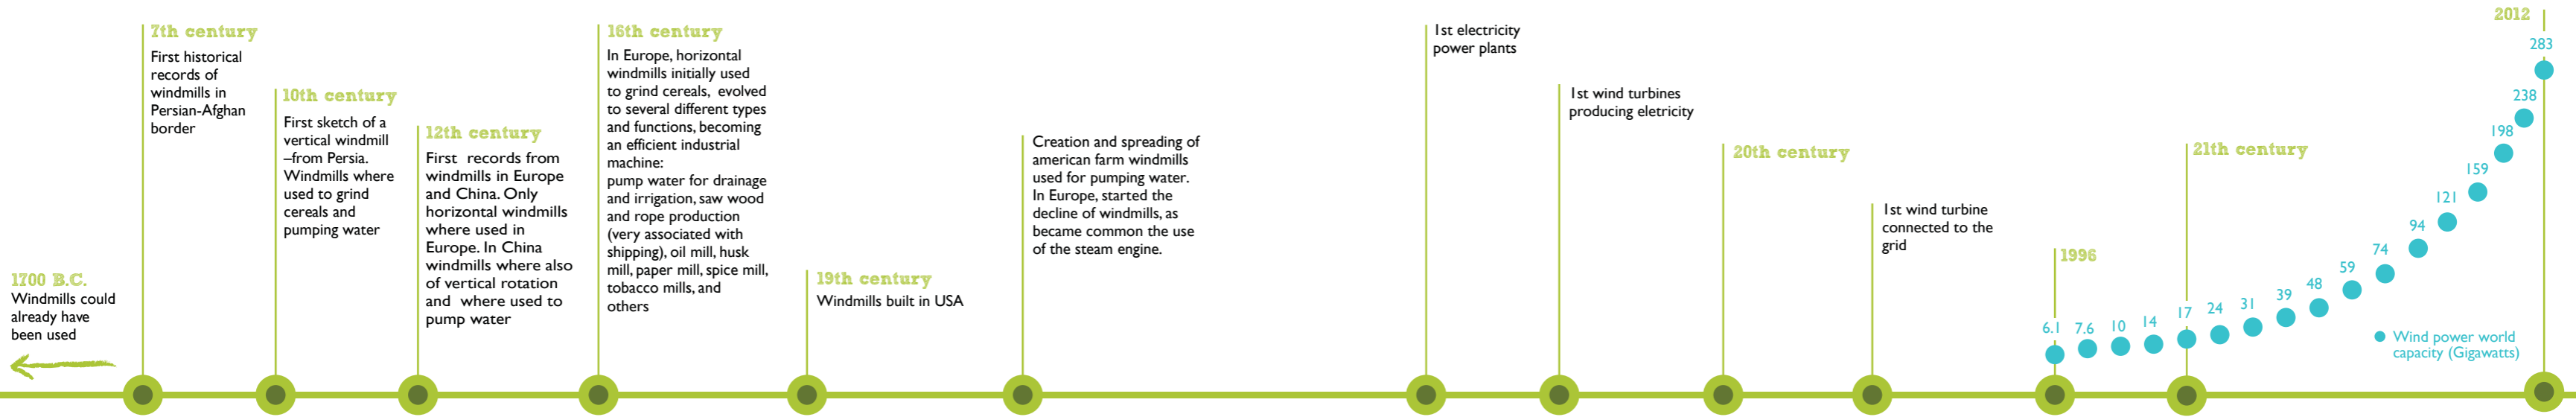 1700 B.C.
Windmills could
already have
been used
7th century
First historical
records of
windmills in
Persian-Afghan
border
10th century
First sketch of a
vertical windmill
–from Persia.
Windmills where
used to grind
cereals and
pumping water
12th century
First records from
windmills in Europe
and China. Only
horizontal windmills
where used in
Europe. In China
windmills where also
of vertical rotation
and where used to
pump water
16th century
In Europe, horizontal
windmills initially used
to grind cereals, evolved
to several different types
and functions, becoming
an efficient industrial
machine:
pump water for drainage
and irrigation, saw wood
and rope production
(very associated with
shipping), oil mill, husk
mill, paper mill, spice mill,
tobacco mills, and
others
19th century
Windmills built in USA
Creation and spreading of
american farm windmills
used for pumping water.
In Europe, started the
decline of windmills, as
became common the use
of the steam engine.
1st electricity
power plants
1st wind turbines
producing eletricity
20th century
1st wind turbine
connected to the
grid
1996
21th century
2012
6.1
7.6
10
14
17
24
31
39
48
59
74
94
121
159
198
238
283
Wind power world
capacity (Gigawatts)